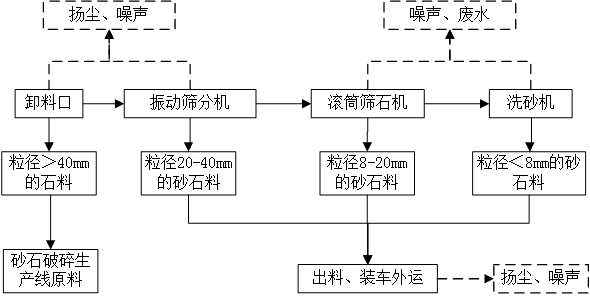 扬尘、噪声
噪声、废水
卸料口
振动筛分机
滚筒筛石机
洗砂机
粒径＞40mm
的石料
粒径20-40mm
的砂石料
粒径8-20mm
的砂石料
粒径＜8mm的砂
石料
砂石破碎生
产线原料
出料、装车外运
扬尘、噪声